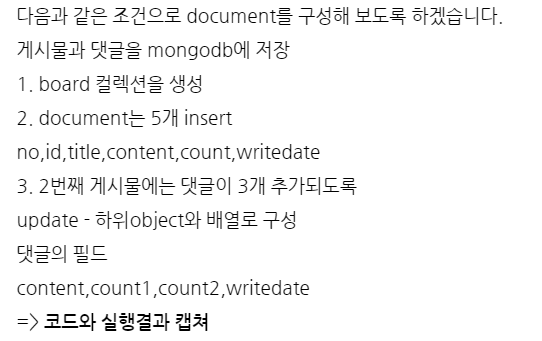 다음과 같은 조건으로 document를 구성해 보도록 하겠습니다.
게시물과 댓글을 mongodb에 저장
1. board 컬렉션을 생성
2. document는 5개 insert
no,id,title,content,count,writedate
3. 2번째 게시물에는 댓글이 3개 추가되도록
update - 하위object와 배열로 구성
댓글의 필드
content,count1,count2,writedate
=> 코드와 실행결과 캡쳐